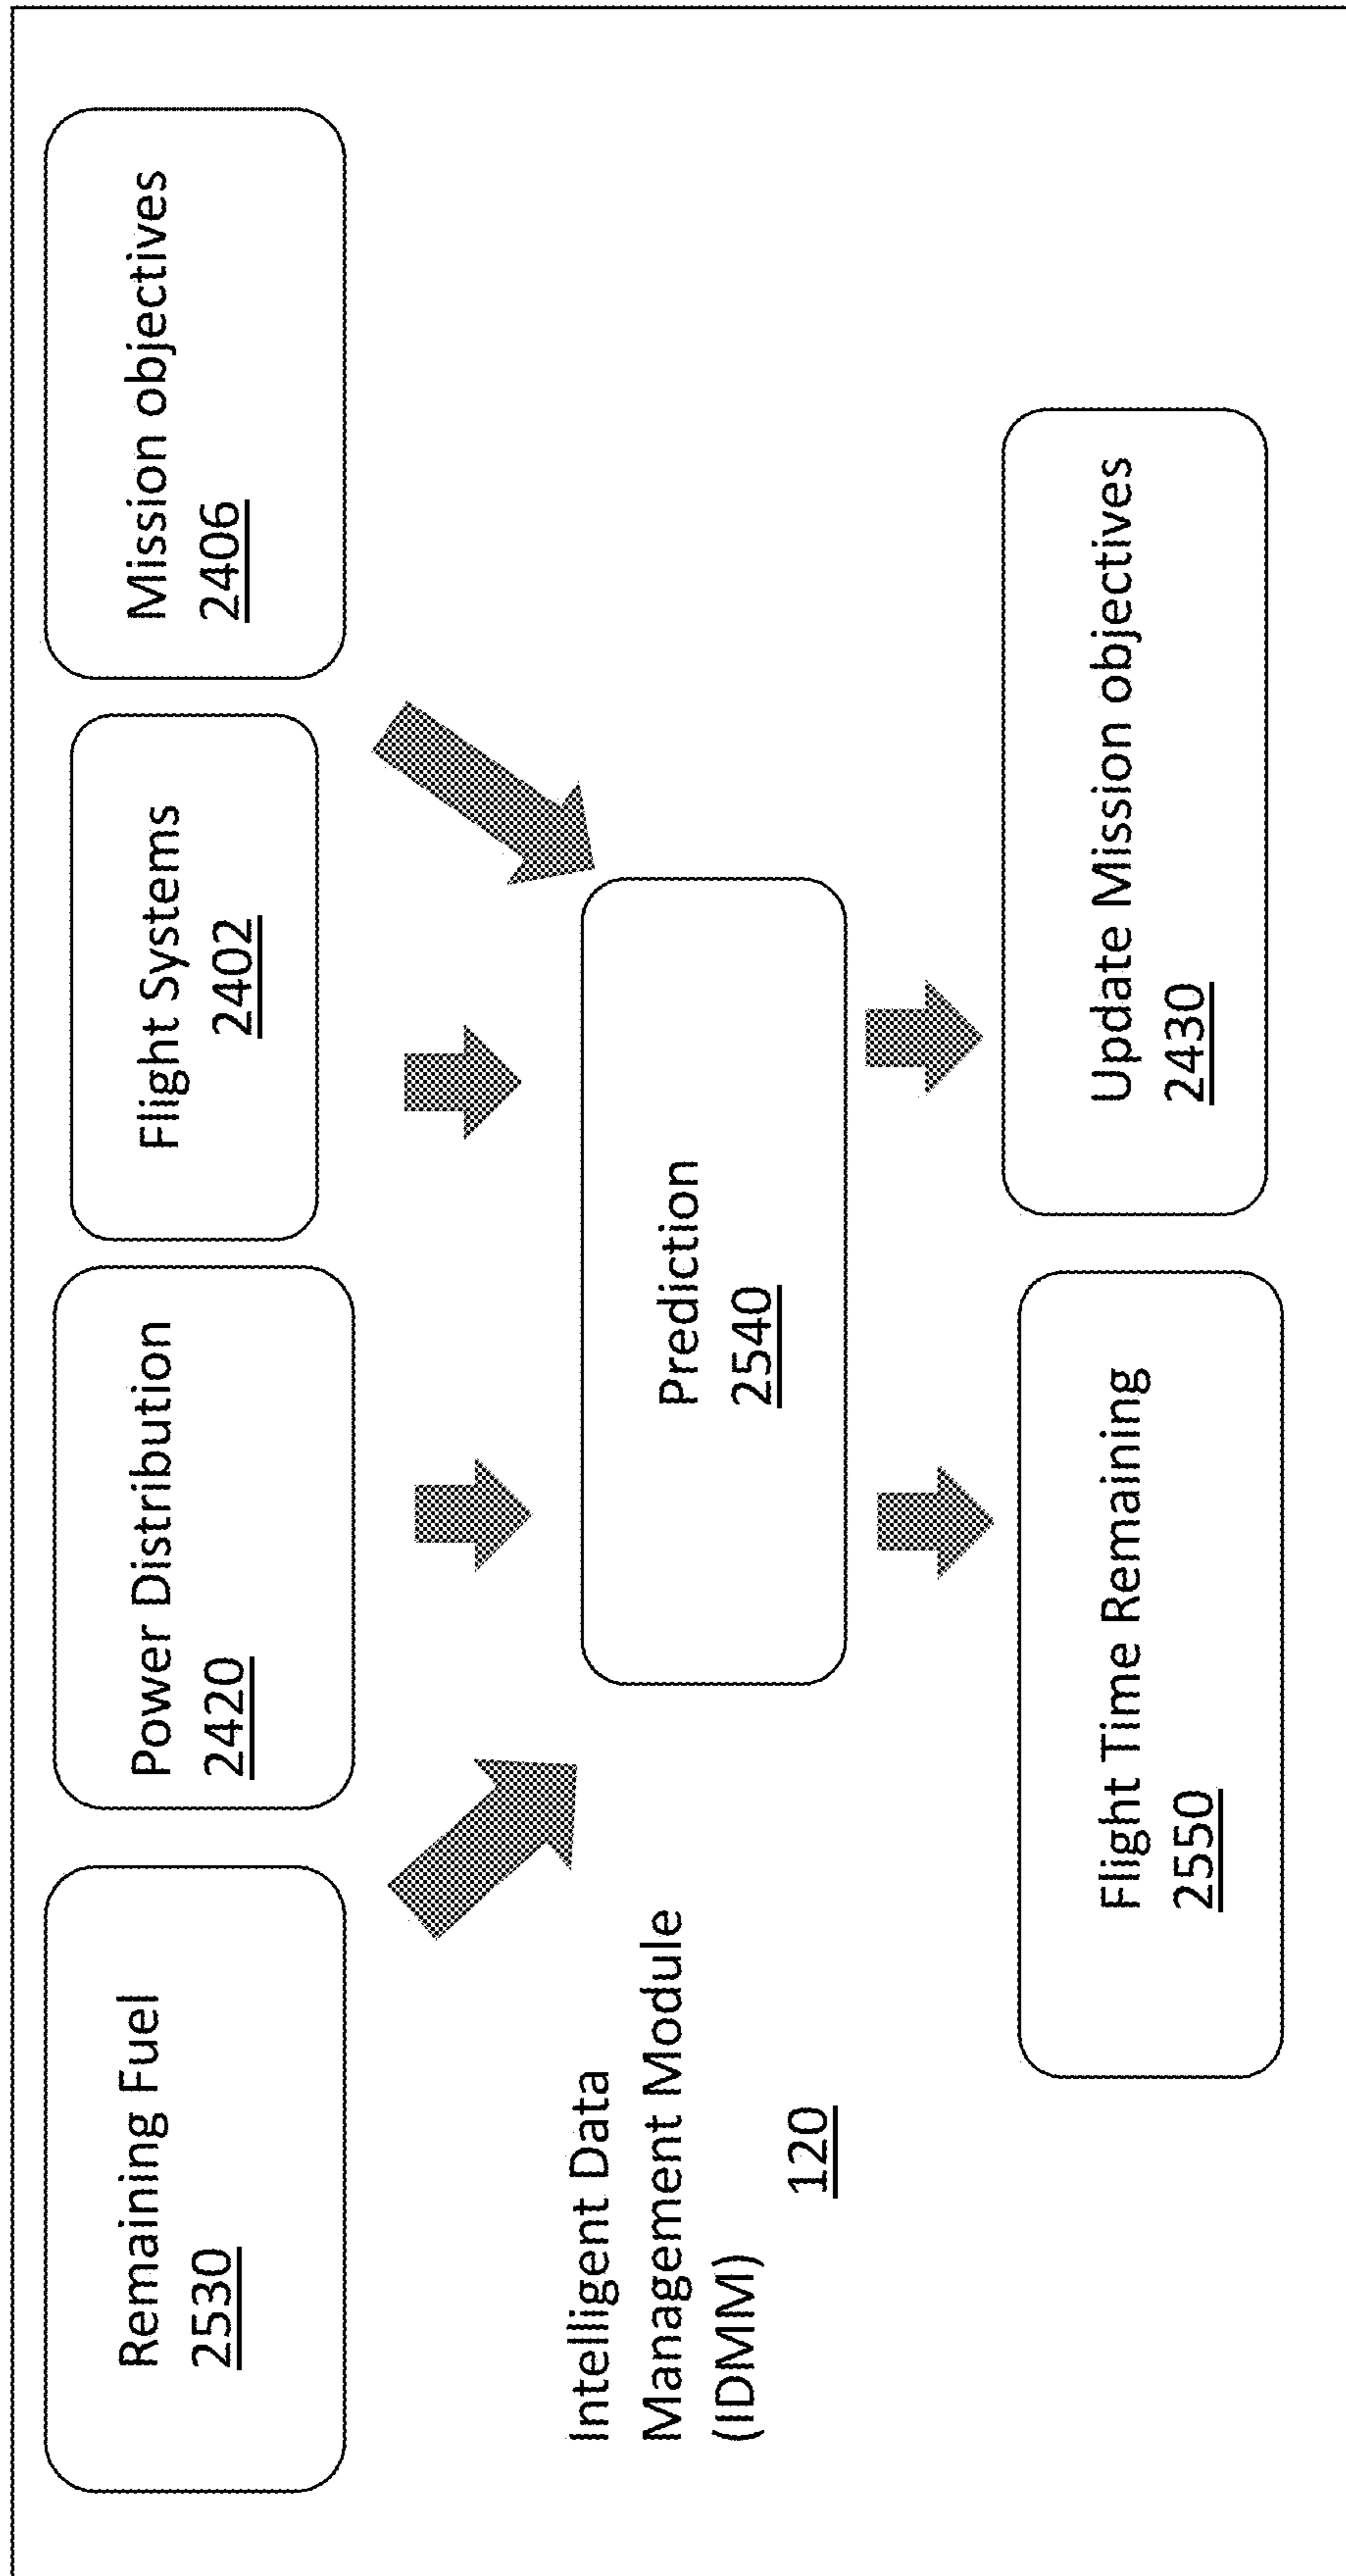 Remaining Fuel
2530
Power Distribution
2420
Flight Systems
2402
Mission objectives
2406
Intelligent Data
Management Module
(IDMM)
120
Prediction
2540
Flight Time Remaining
2550
Update Mission objectives
2430